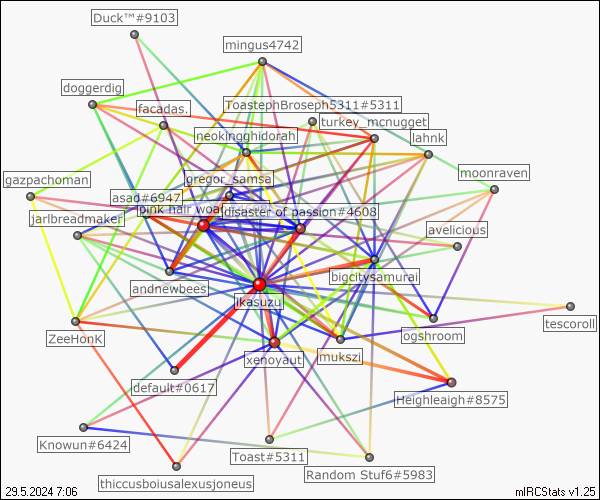 Duck™#9103
mingus4742
doggerdig
ToastephBroseph5311#5311
facadas.
turkey_mcnugget
neokingghidorah
lahnk
moonraven
gregor_samsa
gazpachoman
asad#6947
pink hair woa
disaster of passion#4608
jarlbreadmaker
avelicious
bigcitysamurai
andnewbees
ikasuzu
tescoroll
ogshroom
ZeeHonK
mukszi
xenoyaut
default#0617
Heighleaigh#8575
Knowun#6424
Toast#5311
Random Stuf6#5983
thiccusboiusalexusjoneus
29.5.2024 7:06
mIRCStats v1.25